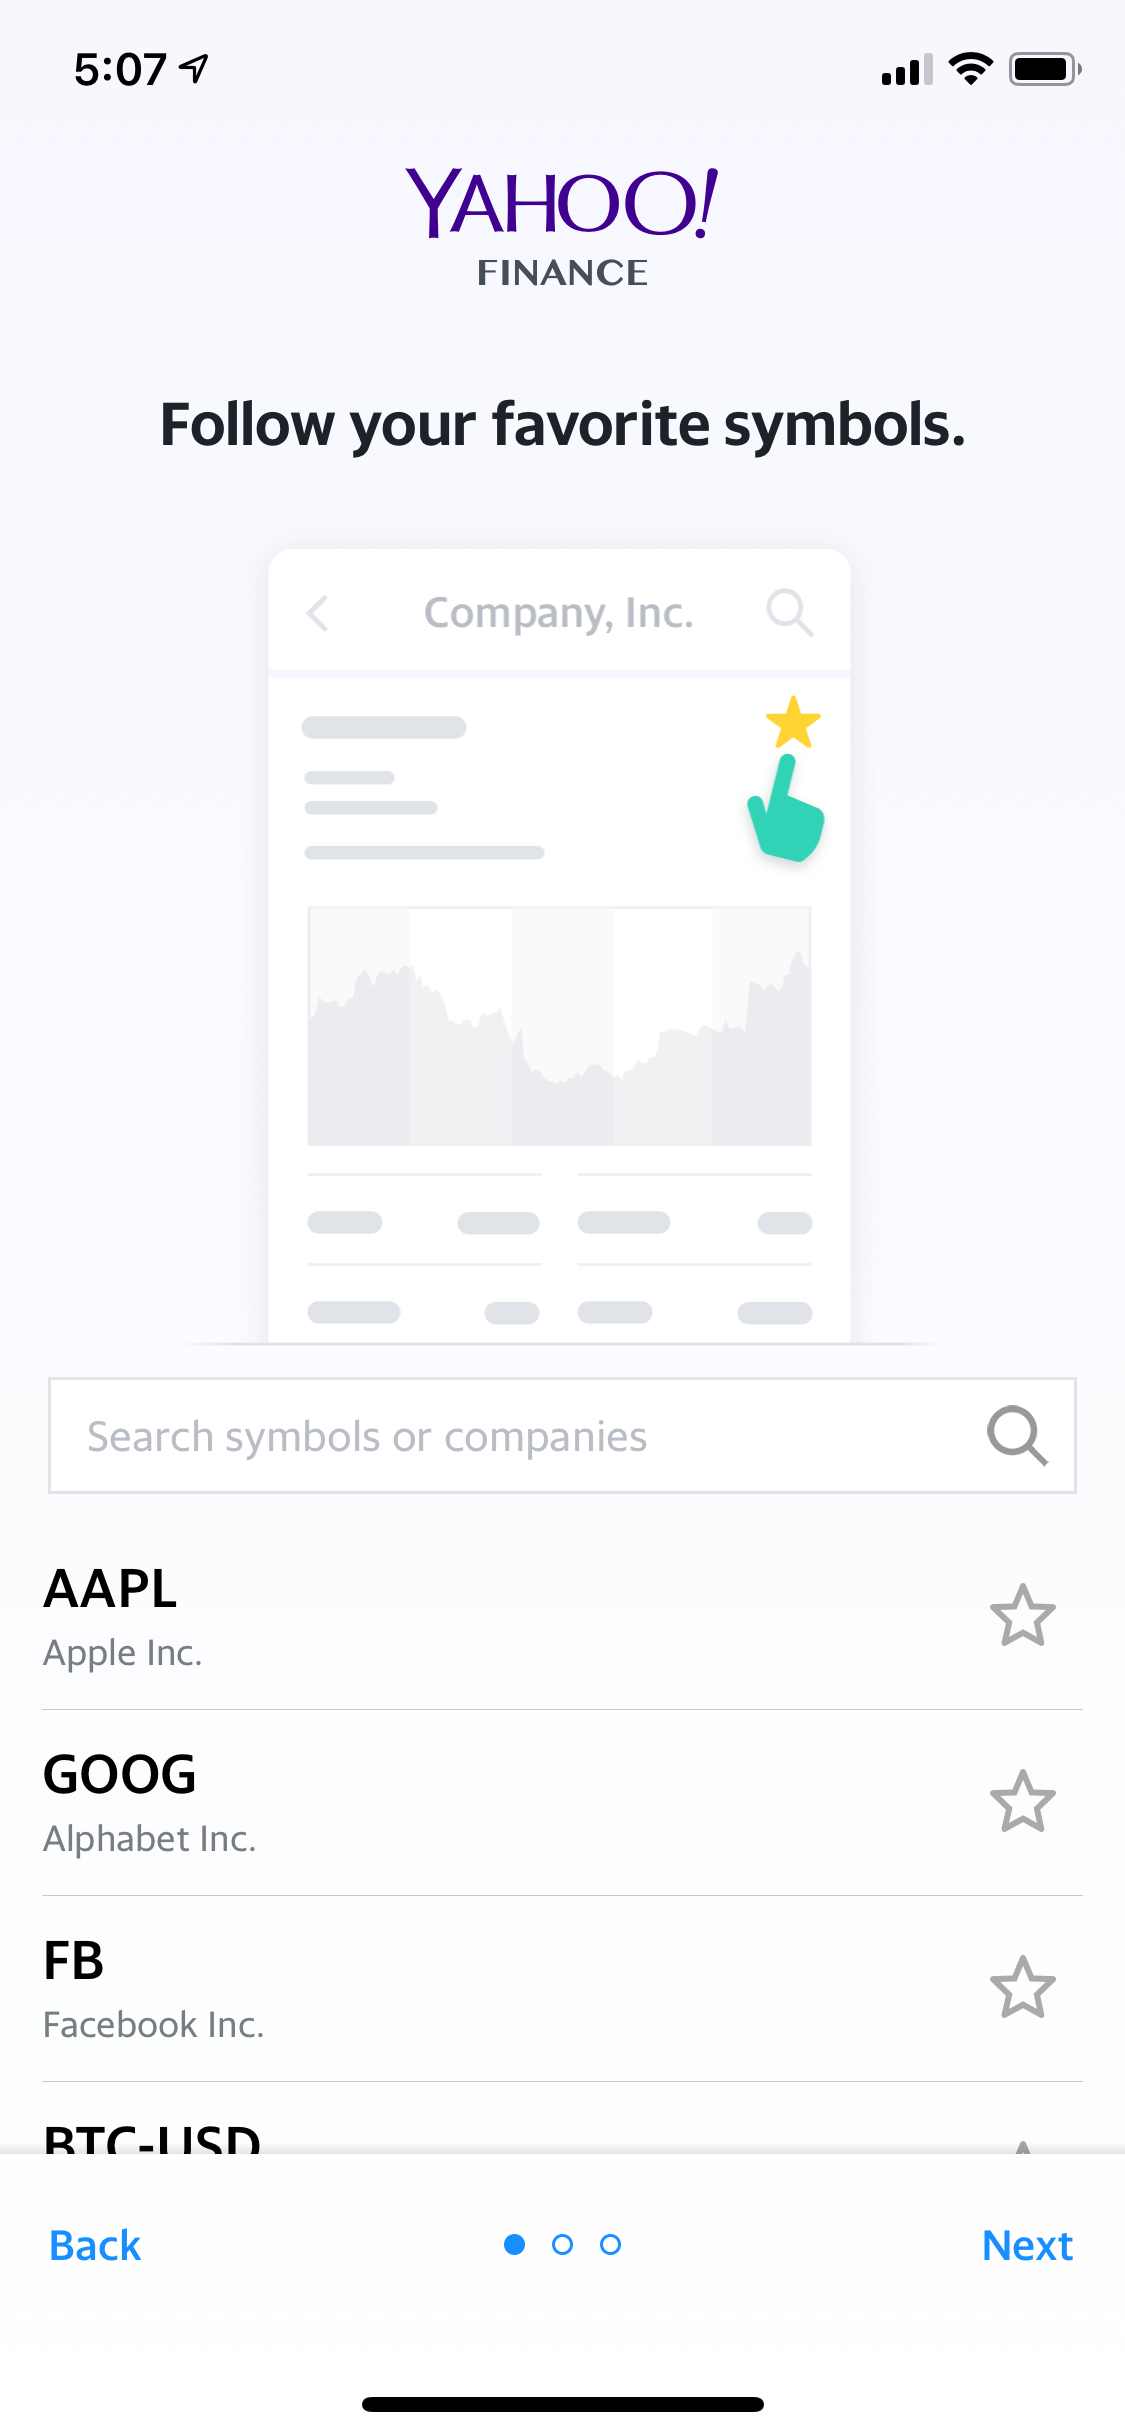 5:07
YAHOO!
FINANCE
Follow your favorite symbols.
Company, Inc.
Search symbols or companies
AAPL
Apple Inc.
GOOG
Alphabet Inc.
FB
Facebook Inc.
BTC-USD
Back
Next